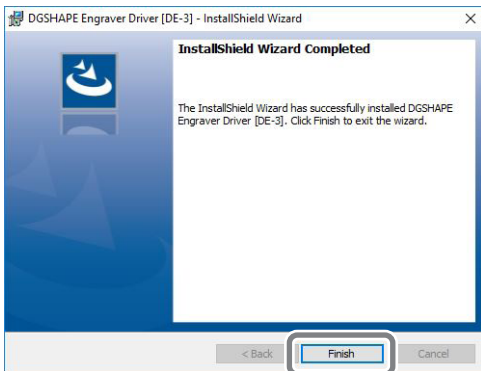 DGSHAPE Engraver Driver [DE-3] - InstallShield Wizard
InstallShield Wizard Completed
The InstallShield Wizard has successfully installed DGSHAPE
Engraver Driver [DE-3]. Click Finish to exit the wizard.
< Back Finish Cancel